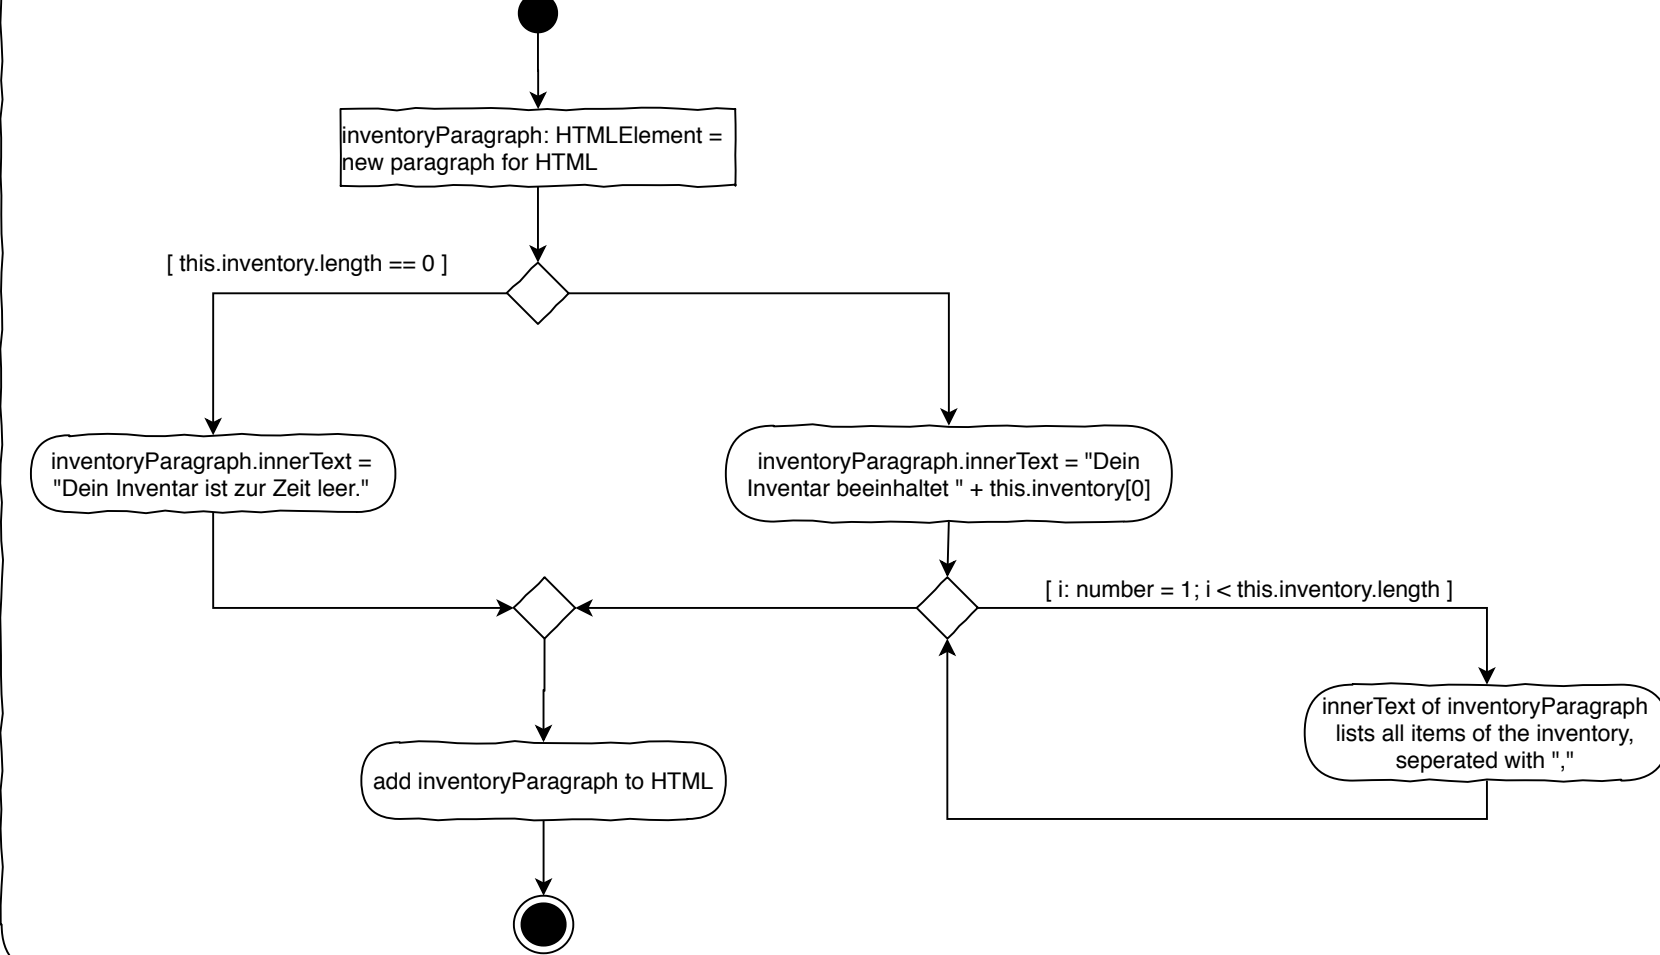 inventoryParagraph: HTMLElement =
new paragraph for HTML
[ this.inventory.length == 0 ]
inventoryParagraph.innerText =
"Dein Inventar ist zur Zeit leer."
inventoryParagraph.innerText = "Dein
Inventar beeinhaltet " + this.inventory[0]
[ i: number = 1; i < this.inventory.length ]
innerText of inventoryParagraph
lists all items of the inventory,
seperated with ","
add inventoryParagraph to HTML